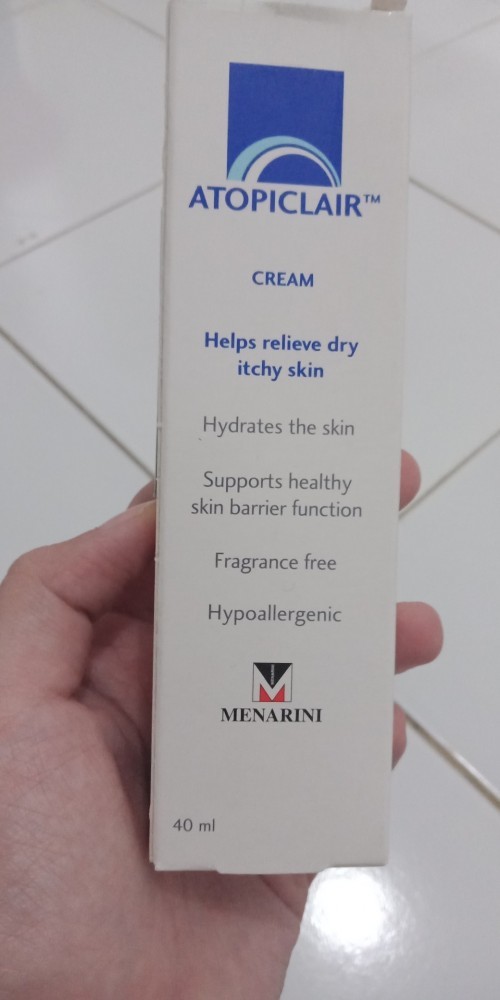 ATOPICLAIR™
CREAM
Helps relieve dry
itchy skin
Hydrates the skin
Supports healthy
skin barrier function
Fragrance free
Hypoallergenic
MENARINI
40 ml